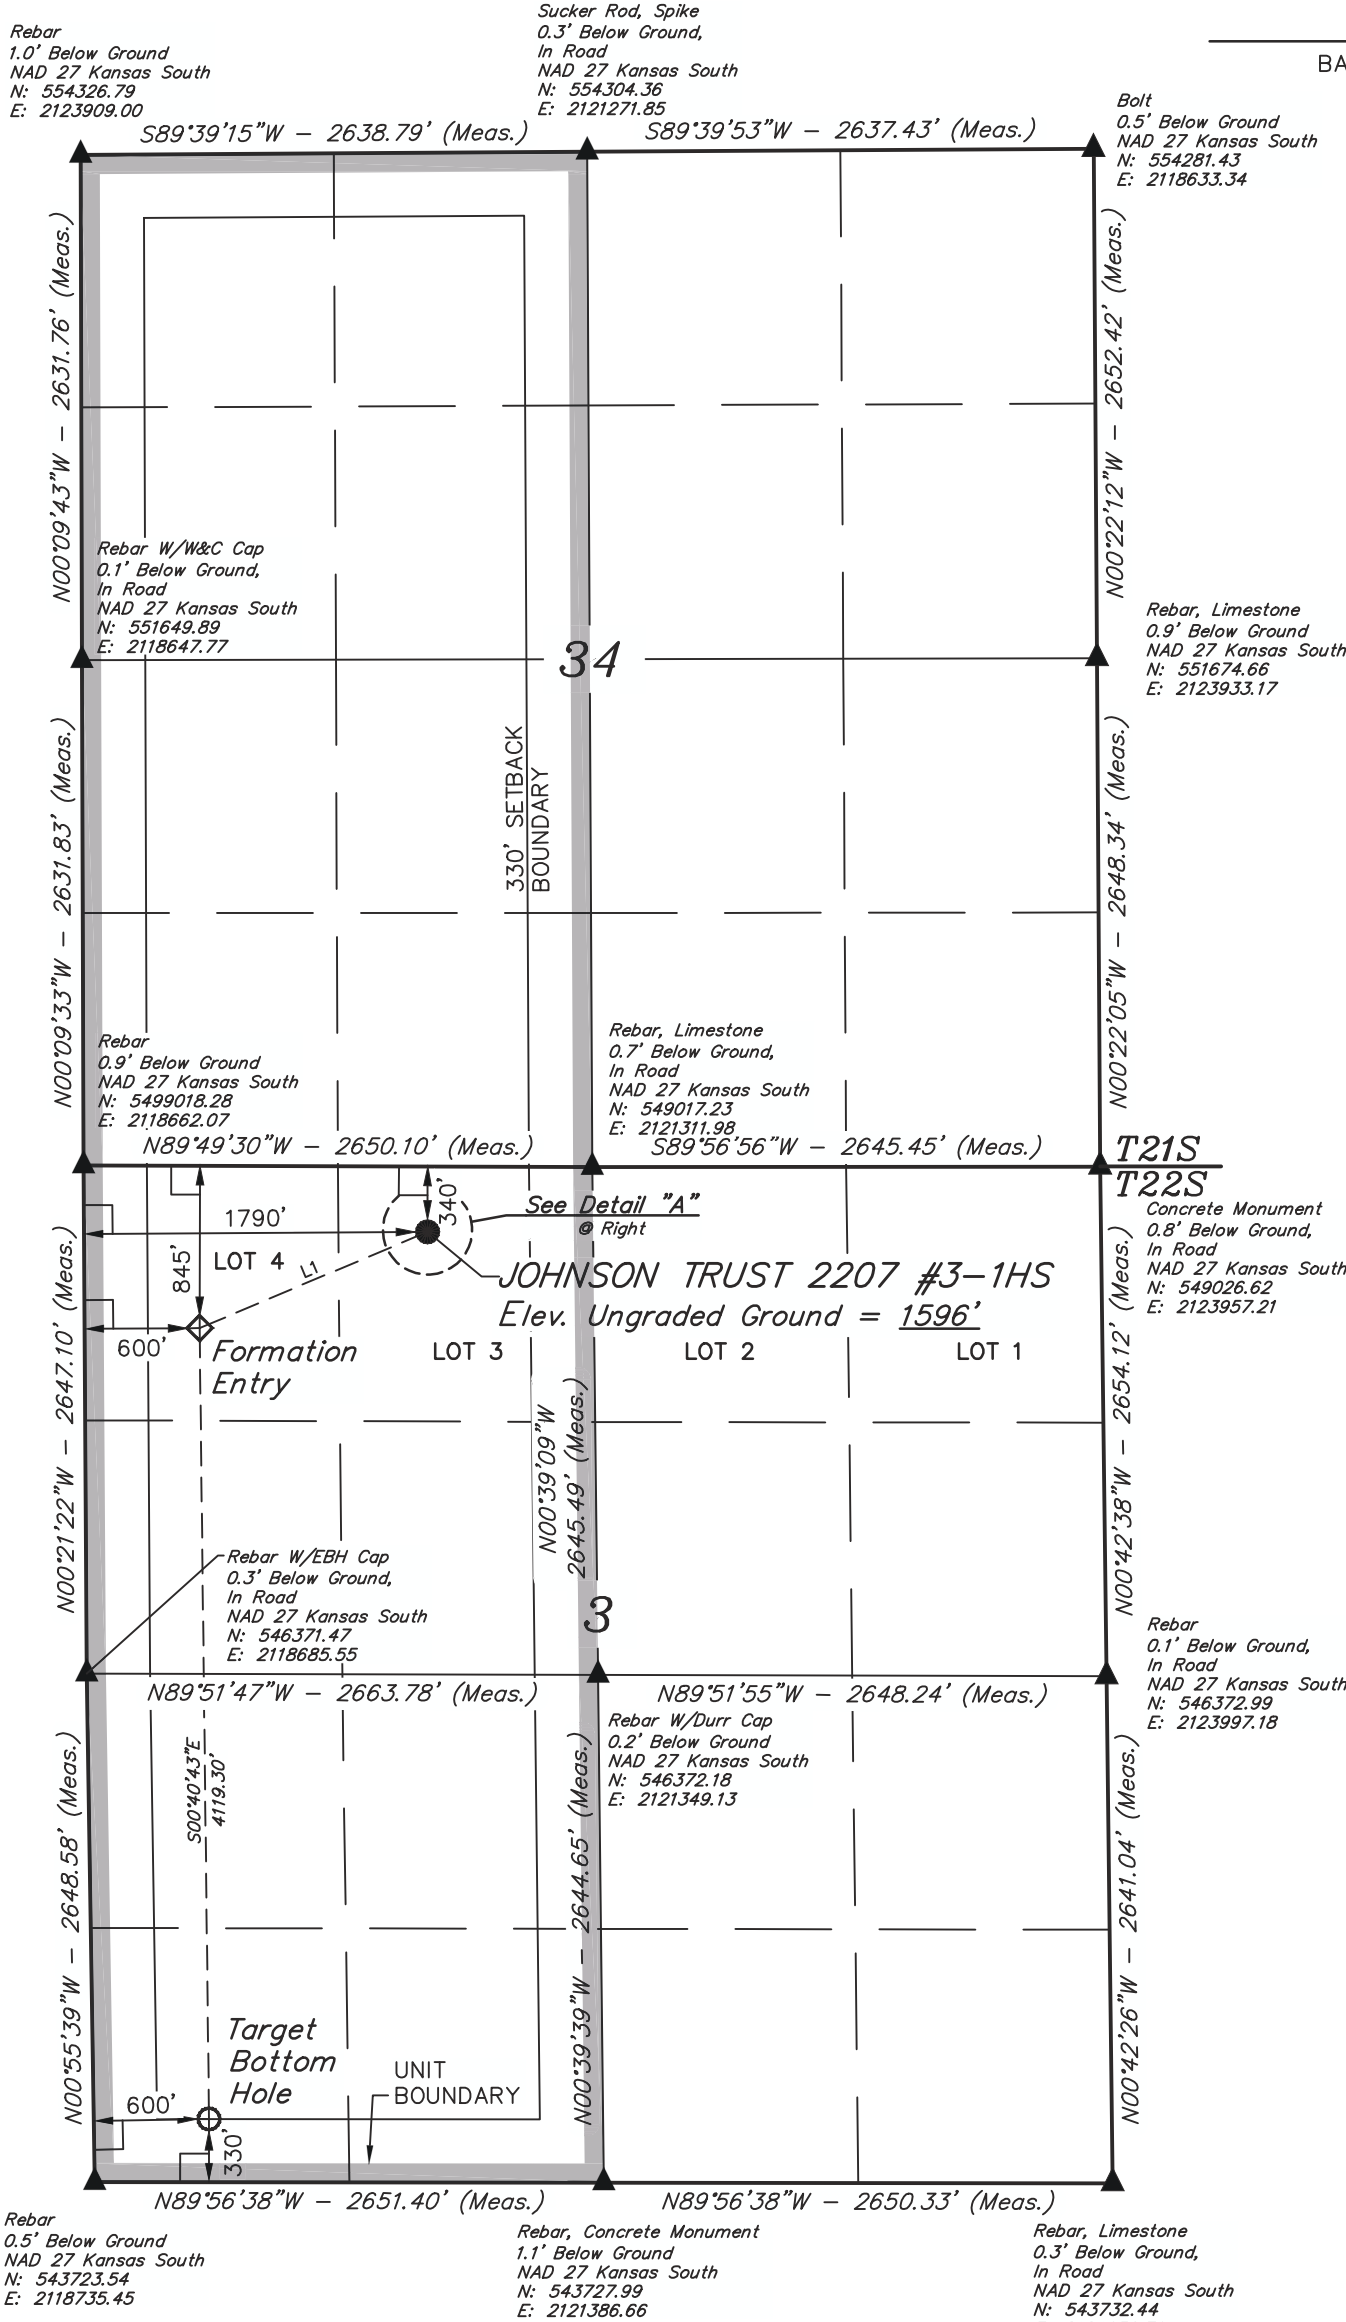 Rebar
1.0' Below Ground
NAD 27 Kansas South
N: 554326.79
E: 2123909.00
Sucker Rod, Spike
0.3' Below Ground,
In Road
NAD 27 Kansas South
N: 554304.36
E: 2121271.85
BA
Bolt
0.5' Below Ground
NAD 27 Kansas South
N: 554281.43
E: 2118633.34
S89°39'15"W - 2638.79' (Meas.)
S89°39'53"W - 2637.43' (Meas.)
N00°09'43"W - 2631.76' (Meas.)
N00°22'12"W - 2652.42' (Meas.)
Rebar W/W&C Cap
0.1' Below Ground,
In Road
NAD 27 Kansas South
N: 551649.89
E: 2118647.77
34
Rebar, Limestone
0.9' Below Ground
NAD 27 Kansas South
N: 551674.66
E: 2123933.17
N00°09'33"W - 2631.83' (Meas.)
330' SETBACK
BOUNDARY
N00°22'05"W - 2648.34' (Meas.)
Rebar
0.9' Below Ground
NAD 27 Kansas South
N: 5499018.28
E: 2118662.07
Rebar, Limestone
0.7' Below Ground,
In Road
NAD 27 Kansas South
N: 549017.23
E: 2121311.98
N89°49'30"W - 2650.10' (Meas.)
S89°56'56"W - 2645.45' (Meas.)
T21S
T22S
Concrete Monument
0.8' Below Ground,
In Road
NAD 27 Kansas South
N: 549026.62
E: 2123957.21
1790'
340'
See Detail "A"
@ Right
845'
LOT 4
L1
JOHNSON TRUST 2207 #3-1HS
Elev. Ungraded Ground = 1596'
600'
Formation
Entry
LOT 3
LOT 2
LOT 1
N00°21'22"W - 2647.10' (Meas.)
N00°39'09"W
2645.49' (Meas.)
N00°42'38"W - 2654.12' (Meas.)
Rebar W/EBH Cap
0.3' Below Ground,
In Road
NAD 27 Kansas South
N: 546371.47
E: 2118685.55
3
Rebar
0.1' Below Ground,
In Road
NAD 27 Kansas South
N: 546372.99
E: 2123997.18
N89°51'47"W - 2663.78' (Meas.)
N89°51'55"W - 2648.24' (Meas.)
Rebar W/Durr Cap
0.2' Below Ground
NAD 27 Kansas South
N: 546372.18
E: 2121349.13
S00°40'43"E
4119.30'
N00°55'39"W - 2648.58' (Meas.)
N00°39'39"W - 2644.65' (Meas.)
N00°42'26"W - 2641.04' (Meas.)
Target
Bottom
Hole
UNIT
BOUNDARY
600'
330'
N89°56'38"W - 2651.40' (Meas.)
N89°56'38"W - 2650.33' (Meas.)
Rebar
0.5' Below Ground
NAD 27 Kansas South
N: 543723.54
E: 2118735.45
Rebar, Concrete Monument
1.1' Below Ground
NAD 27 Kansas South
N: 543727.99
E: 2121386.66
Rebar, Limestone
0.3' Below Ground,
In Road
NAD 27 Kansas South
N: 543732.44